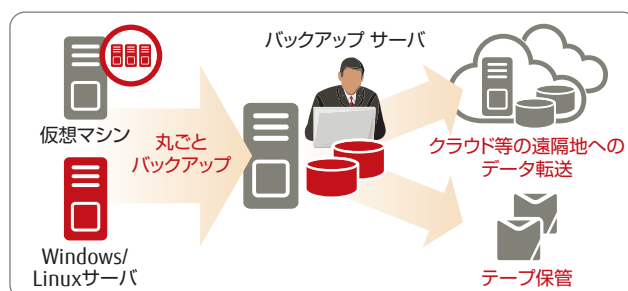 仮想マシン
Windows/
Linuxサーバ
丸ごと
バックアップ
バックアップ サーバ
クラウド等の遠隔地への
データ転送
テープ保管